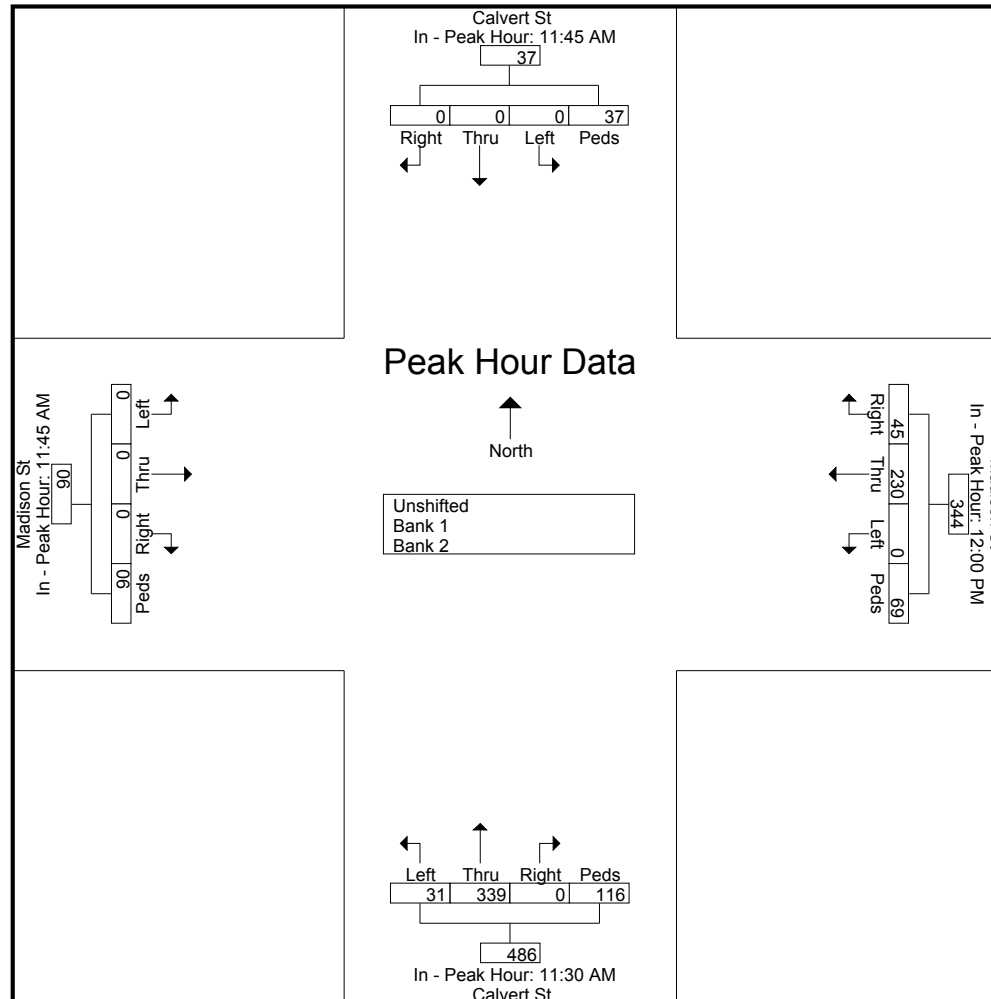 Calvert St
In - Peak Hour: 11:45 AM
37
0 0 0 37
Right Thru Left Peds
Peak Hour Data
North
Unshifted
Bank 1
Bank 2
Madison St
In - Peak Hour: 11:45 AM
90
0 0 0 90
Left Thru Right Peds
In - Peak Hour: 12:00 PM
344
45 230 0 69
Right Thru Left Peds
Left Thru Right Peds
31 339 0 116
486
In - Peak Hour: 11:30 AM
Calvert St